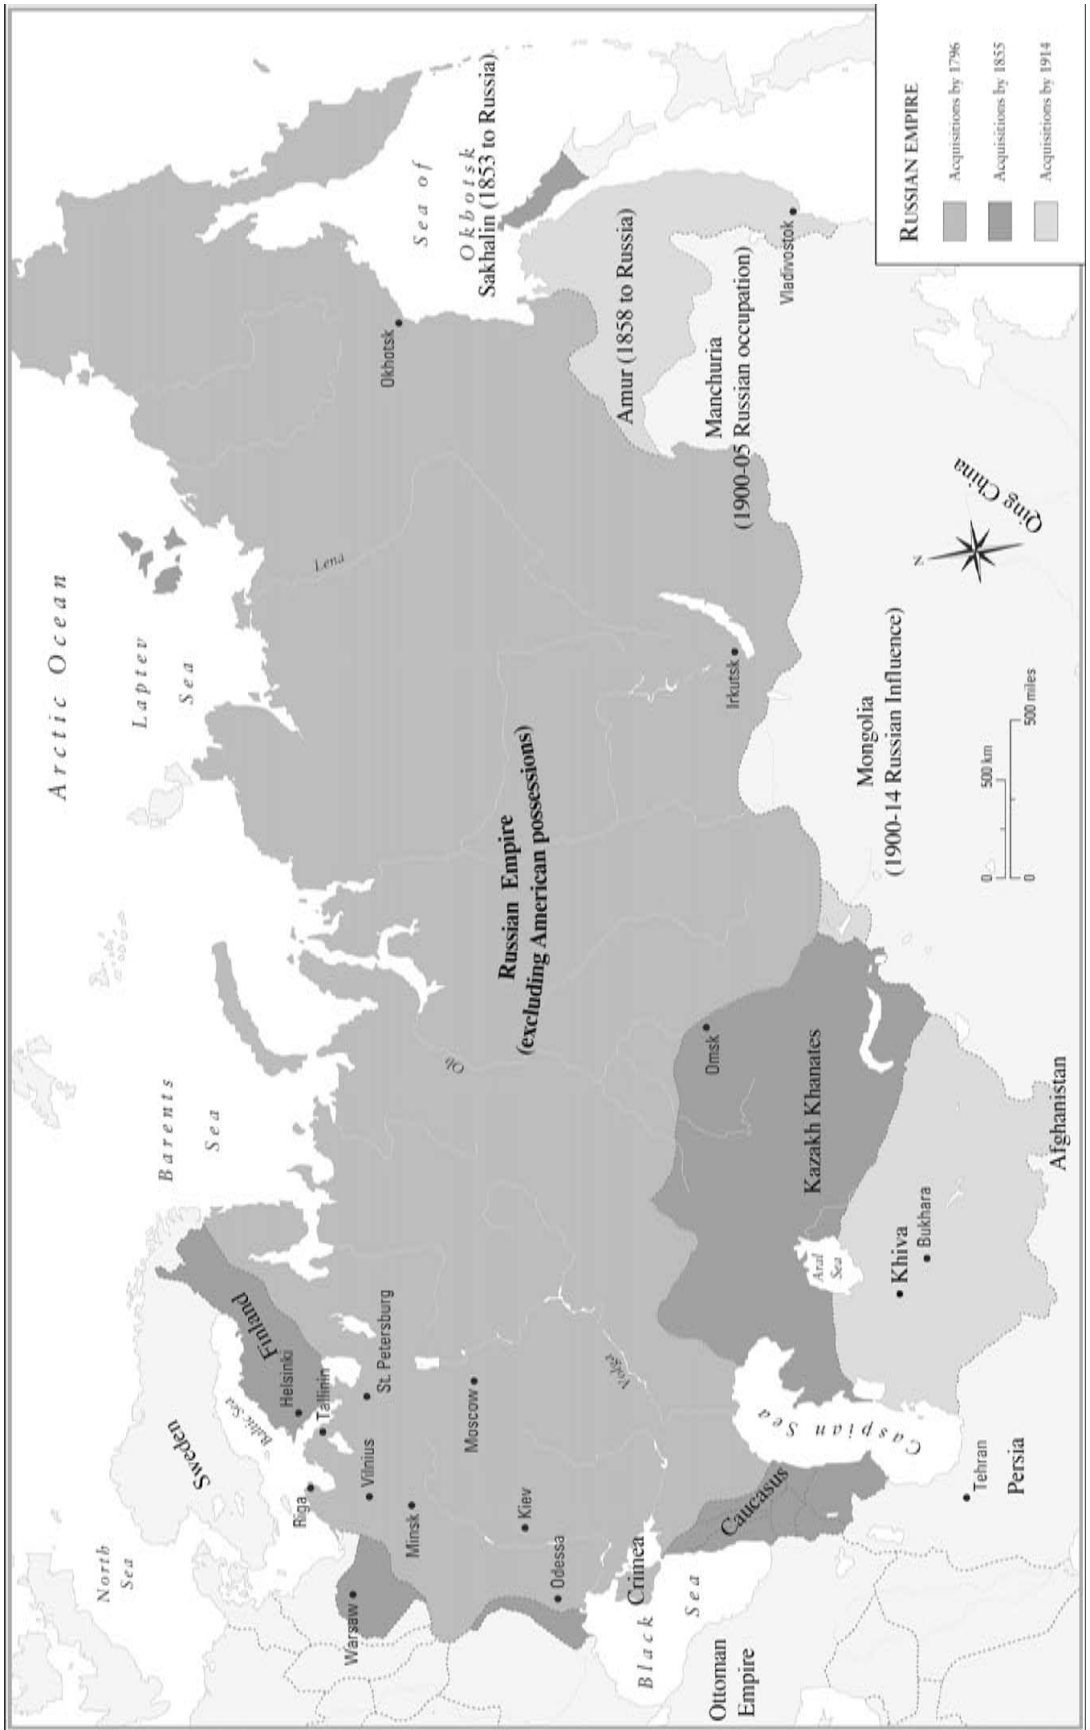 Arctic Ocean
Laptev
Sea
Barents
Sea
North
Sea
Sweden
Baltic Sea
Finland
Helsinki
Tallinin
St. Petersburg
Riga
Vilnius
Minsk
Moscow
Warsaw
Kiev
Odessa
Crimea
Black
Sea
Ottoman
Empire
Caucasus
Caspian Sea
Volga
Ob
Lena
Russian Empire
(excluding American possessions)
Omsk
Kazakh Khanates
Aral
Sea
Khiva
Bukhara
Tehran
Persia
Afghanistan
Irkutsk
Mongolia
(1900-14 Russian Influence)
Okhotsk
Sea of
Okbotsk
Sakhalin (1853 to Russia)
Amur (1858 to Russia)
Manchuria
(1900-05 Russian occupation)
Vladivostok
Qing China
N
0 500 km
0 500 miles
RUSSIAN EMPIRE
Acquisitions by 1796
Acquisitions by 1855
Acquisitions by 1914